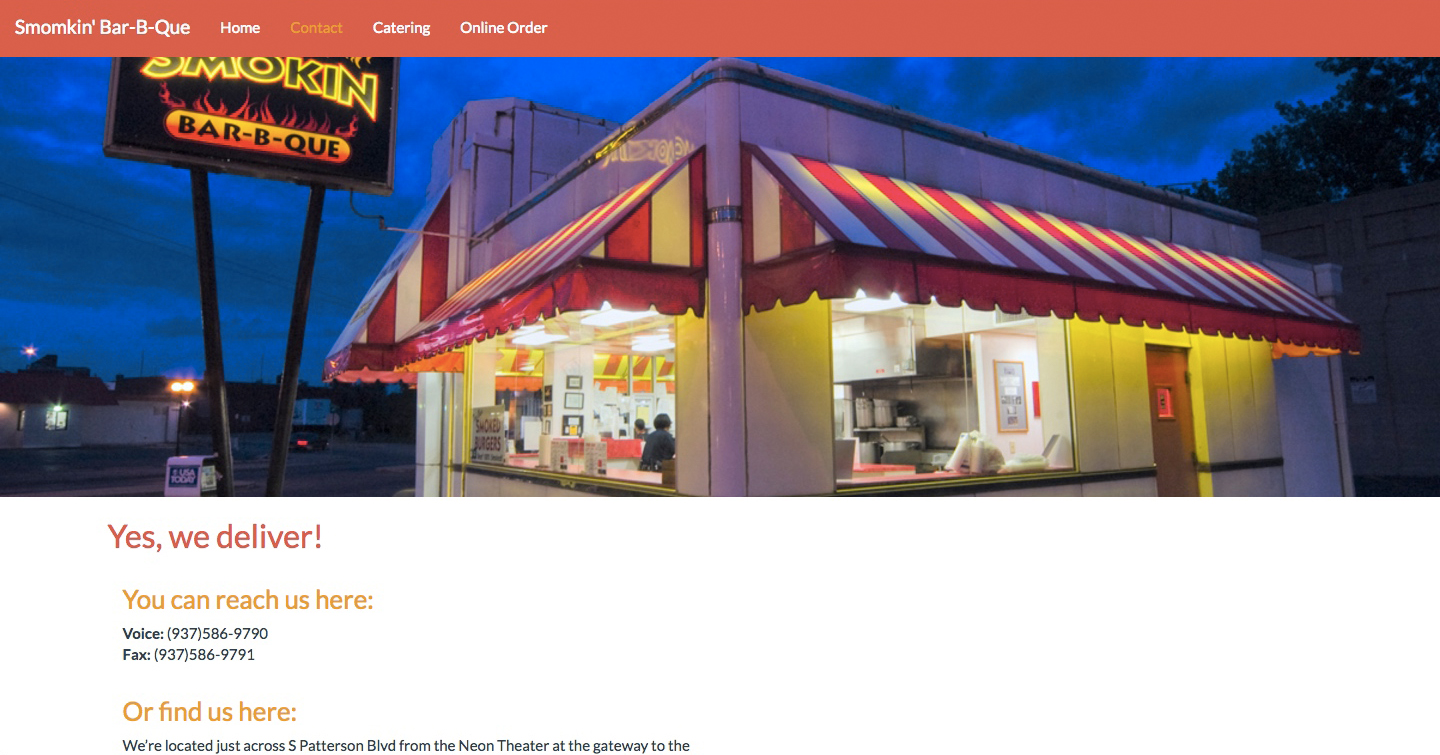 Smomkin' Bar-B-Que Home Contact Catering Online Order
SMOKIN
BAR-B-QUE
SMOKED
BURGERS
USA
TODAY
Yes, we deliver!
You can reach us here:
Voice: (937)586-9790
Fax: (937)586-9791
Or find us here:
We're located just across S Patterson Blvd from the Neon Theater at the gateway to the